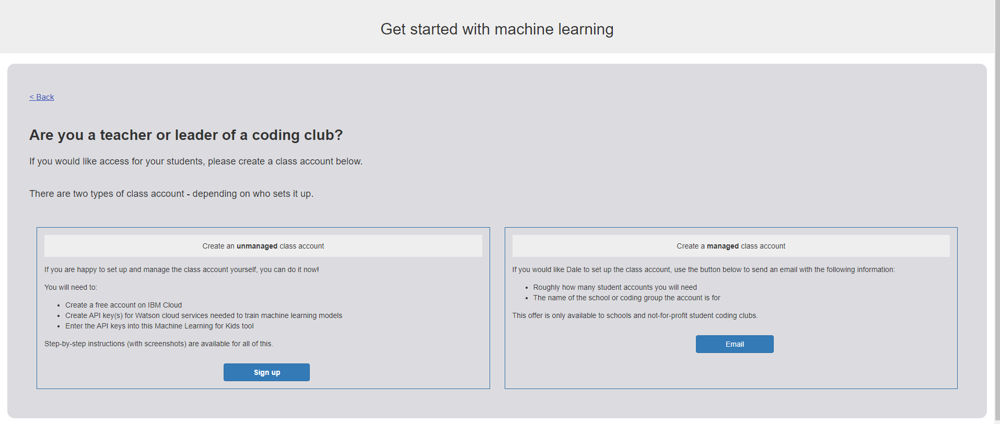 Get started with machine learning
< Back
Are you a teacher or leader of a coding club?
If you would like access for your students, please create a class account below.
There are two types of class account - depending on who sets it up.
Create an unmanaged class account
If you are happy to set up and manage the class account yourself, you can do it now!
You will need to:
• Create a free account on IBM Cloud
• Create API key(s) for Watson cloud services needed to train machine learning models
• Enter the API keys into this Machine Learning for Kids tool
Step-by-step instructions (with screenshots) are available for all of this.
Sign up
Create a managed class account
If you would like Dale to set up the class account, use the button below to send an email with the following information:
• Roughly how many student accounts you will need
• The name of the school or coding group the account is for
This offer is only available to schools and not-for-profit student coding clubs.
Email